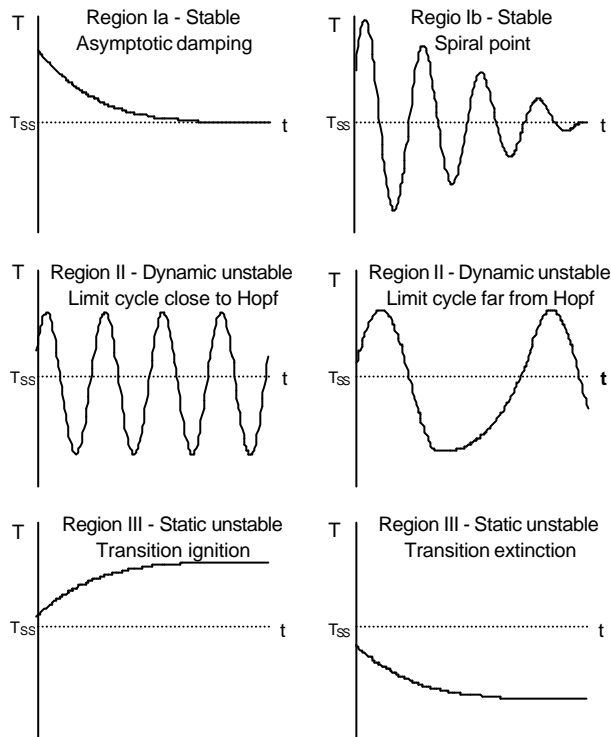 T
Region Ia - Stable
Asymptotic damping
TSS
t
T
Regio Ib - Stable
Spiral point
TSS
t
T
Region II - Dynamic unstable
Limit cycle close to Hopf
TSS
t
T
Region II - Dynamic unstable
Limit cycle far from Hopf
TSS
t
T
Region III - Static unstable
Transition ignition
TSS
t
T
Region III - Static unstable
Transition extinction
TSS
t